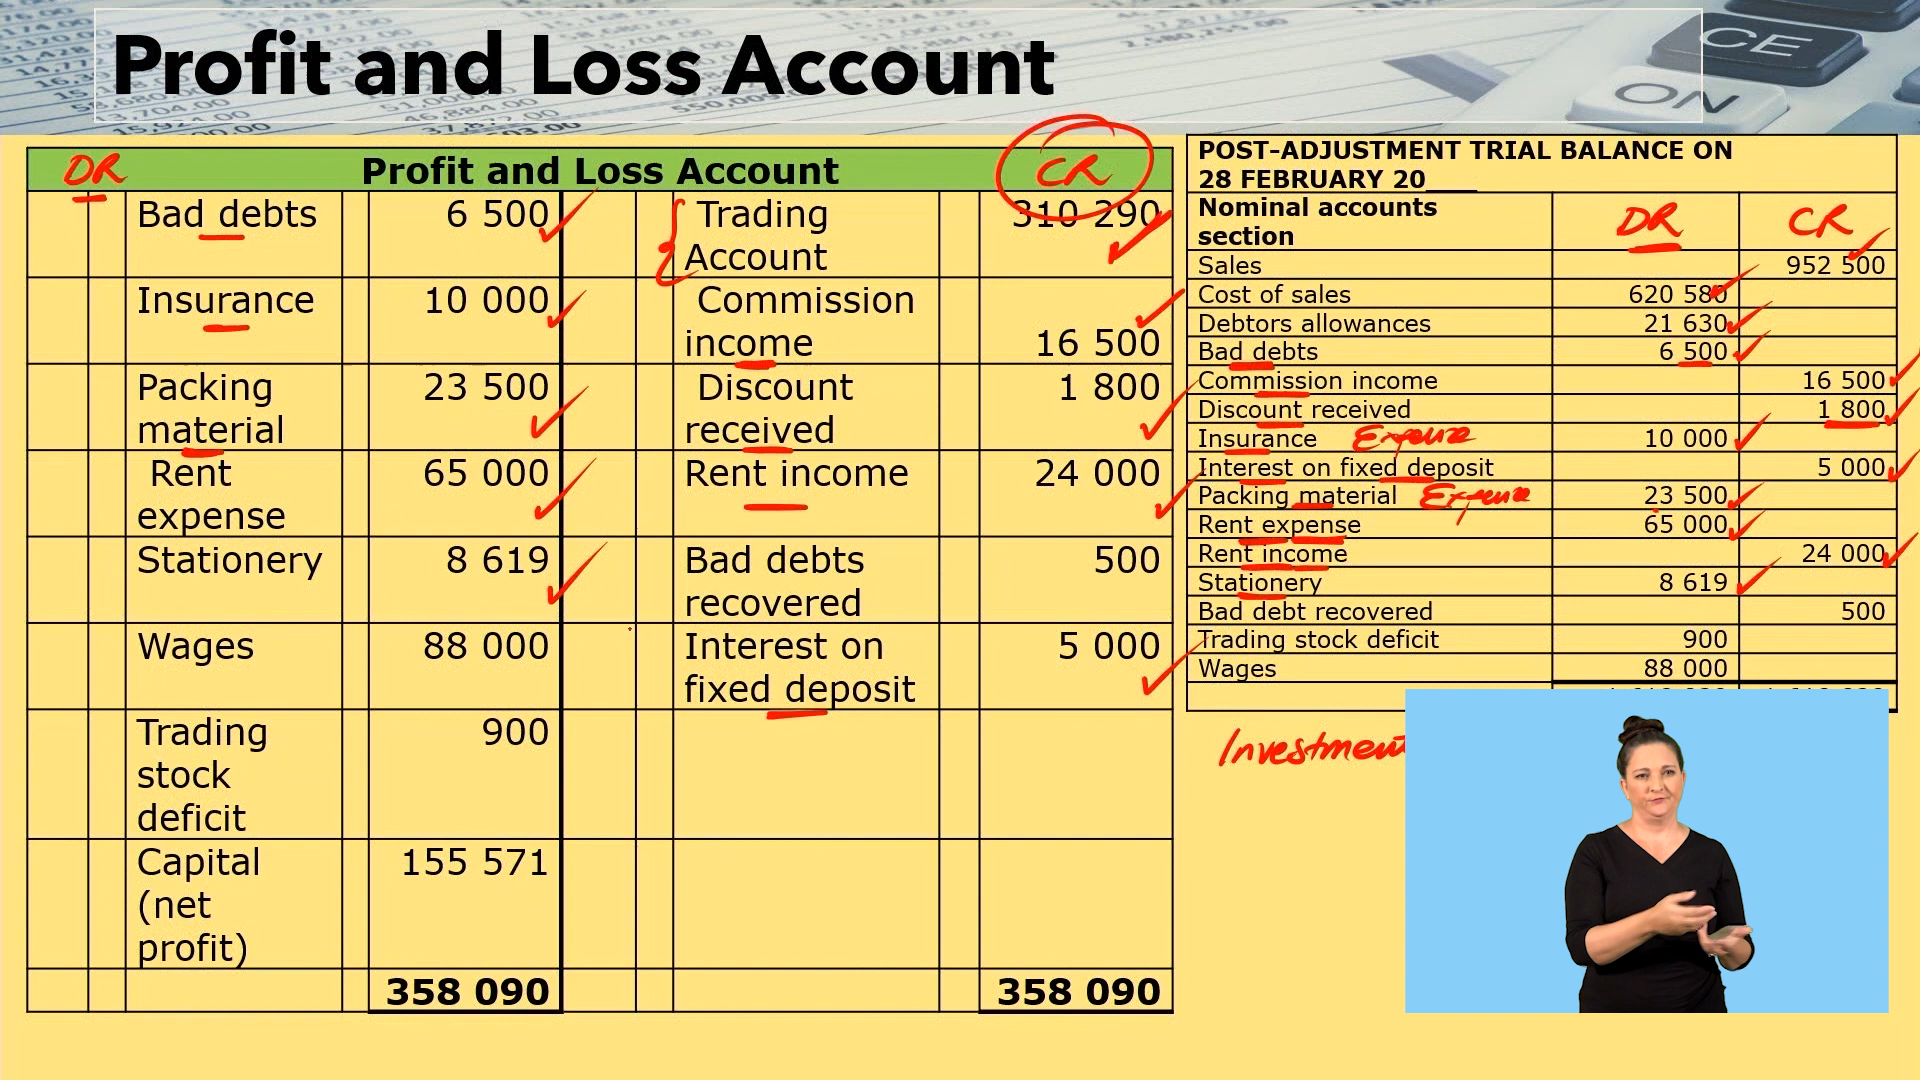 Profit and Loss Account
DR Profit and Loss Account CR
Bad debts 6 500 Trading
Account 310 290
Insurance 10 000 Commission
income 16 500
Packing 23 500 Discount 1 800
material received
Rent 65 000 Rent income 24 000
expense
Stationery 8 619 Bad debts 500
recovered
Wages 88 000 Interest on 5 000
fixed deposit
Trading 900
stock
deficit
Capital 155 571
(net
profit)
358 090 358 090
POST-ADJUSTMENT TRIAL BALANCE ON
28 FEBRUARY 20____
Nominal accounts
section DR CR
Sales 952 500
Cost of sales 620 580
Debtors allowances 21 630
Bad debts 6 500
Commission income 16 500
Discount received 1 800
Insurance Expense 10 000
Interest on fixed deposit 5 000
Packing material Expense 23 500
Rent expense 65 000
Rent income 24 000
Stationery 8 619
Bad debt recovered 500
Trading stock deficit 900
Wages 88 000
Investment
CE
ON